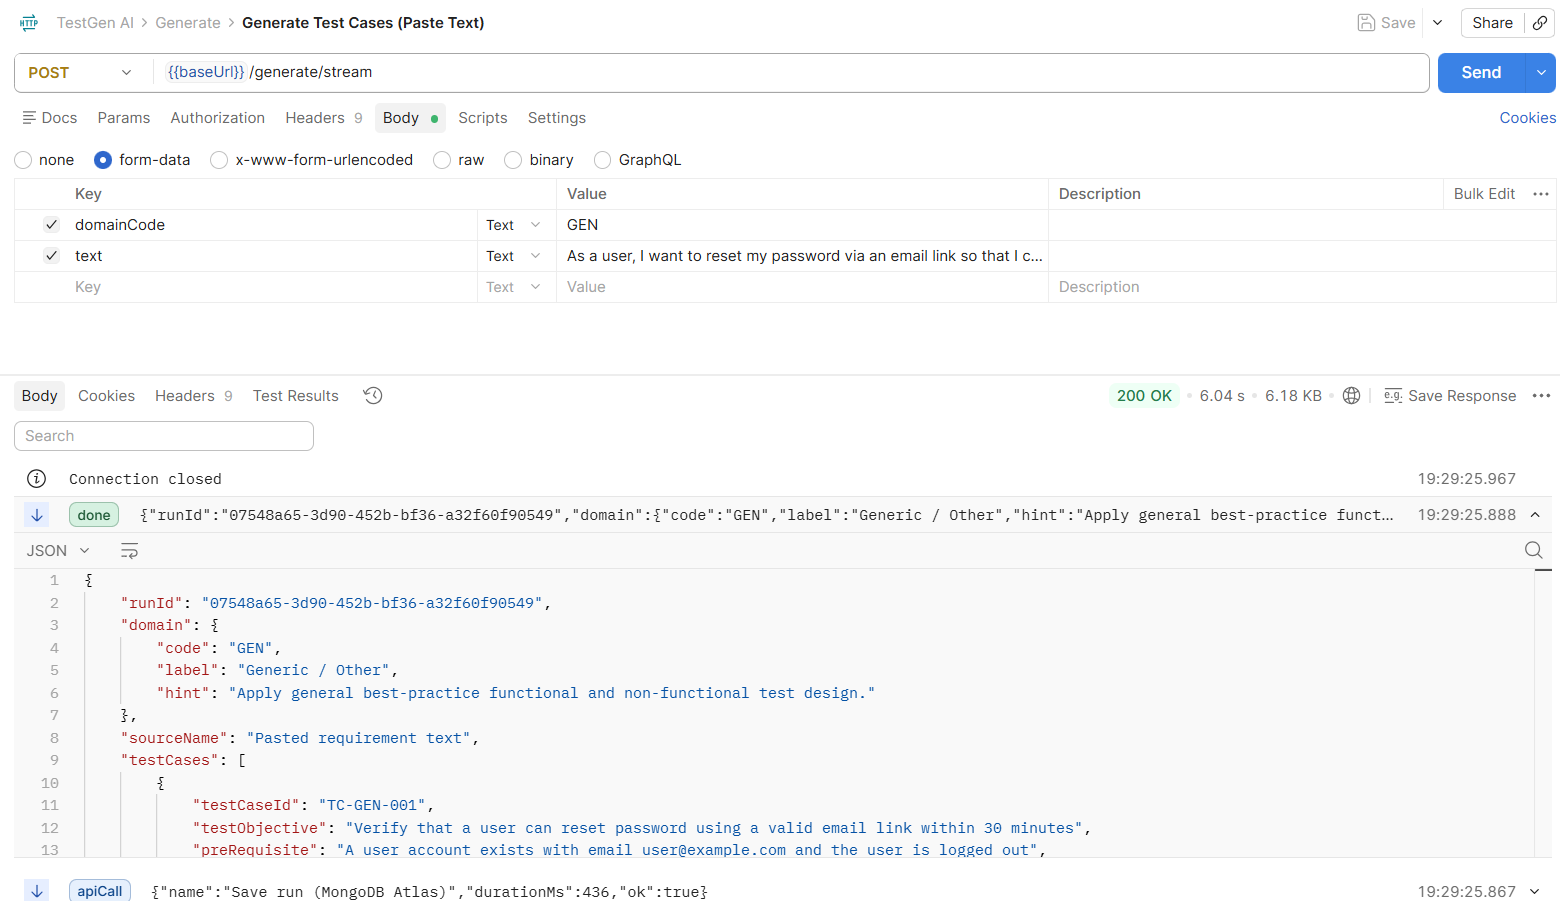 HTTP TestGen AI > Generate > Generate Test Cases (Paste Text) Save Share
POST {{baseUrl}} /generate/stream Send
Docs Params Authorization Headers 9 Body Scripts Settings Cookies
none form-data x-www-form-urlencoded raw binary GraphQL
Key Value Description Bulk Edit ...
domainCode Text GEN
text Text As a user, I want to reset my password via an email link so that I c...
Key Text Value Description
Body Cookies Headers 9 Test Results 200 OK 6.04 s 6.18 KB e.g. Save Response ...
Search
Connection closed 19:29:25.967
done {"runId":"07548a65-3d90-452b-bf36-a32f60f90549","domain":{"code":"GEN","label":"Generic / Other","hint":"Apply general best-practice funct... 19:29:25.888
JSON
1 {
2 "runId": "07548a65-3d90-452b-bf36-a32f60f90549",
3 "domain": {
4 "code": "GEN",
5 "label": "Generic / Other",
6 "hint": "Apply general best-practice functional and non-functional test design."
7 },
8 "sourceName": "Pasted requirement text",
9 "testCases": [
10 {
11 "testCaseId": "TC-GEN-001",
12 "testObjective": "Verify that a user can reset password using a valid email link within 30 minutes",
13 "preRequisite": "A user account exists with email user@example.com and the user is logged out",
apiCall {"name":"Save run (MongoDB Atlas)","durationMs":436,"ok":true} 19:29:25.867